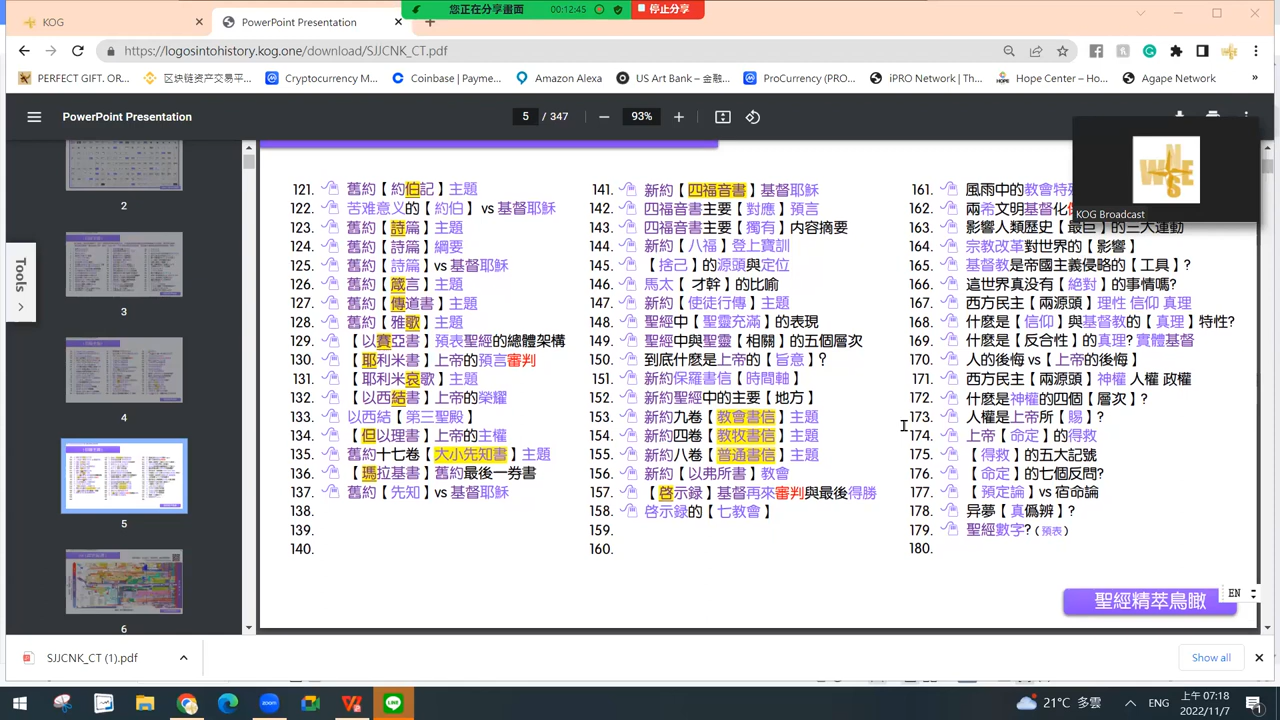 KOG
PowerPoint Presentation
您正在分享畫面
00:12:45
停止分享
https://logosintohistory.kog.one/download/SJJCNK_CT.pdf
PERFECT GIFT. OR...
区块链资产交易平...
Cryptocurrency M...
Coinbase | Payme...
Amazon Alexa
US Art Bank – 金融...
ProCurrency (PRO...
iPRO Network | Th...
Hope Center – Ho...
Agape Network
PowerPoint Presentation
5 / 347
93%
KOG Broadcast
Tools
2
3
4
5
6
121. 舊約【約伯記】主題
122. 苦难意义的【約伯】vs 基督耶穌
123. 舊約【詩篇】主題
124. 舊約【詩篇】綱要
125. 舊約【詩篇】vs 基督耶穌
126. 舊約【箴言】主題
127. 舊約【傳道書】主題
128. 舊約【雅歌】主題
129. 【以賽亞書】預表聖經的總體架構
130. 【耶利米書】上帝的預言審判
131. 【耶利米哀歌】主題
132. 【以西結書】上帝的榮耀
133. 以西結【第三聖殿】
134. 【但以理書】上帝的主權
135. 舊約十七卷【大小先知書】主題
136. 【瑪拉基書】舊約最後一劵書
137. 舊約【先知】vs 基督耶穌
138.
139.
140.
141. 新約【四福音書】基督耶穌
142. 四福音書主要【對應】預言
143. 四福音書主要【獨有】内容摘要
144. 新約【八福】登上寶訓
145. 【捨己】的源頭與定位
146. 馬太【 才幹】的比喻
147. 新約【使徒行傳】主題
148. 聖經中【聖靈充滿】的表現
149. 聖經中與聖靈【相關】的五個層次
150. 到底什麼是上帝的【旨意】?
151. 新約保羅書信【時間軸】
152. 新約聖經中的主要【地方】
153. 新約九卷【教會書信】主題
154. 新約四卷【教牧書信】主題
155. 新約八卷【普通書信】主題
156. 新約【以弗所書】教會
157. 【啓示録】基督再來審判與最後得勝
158. 啓示録的【七教會】
159.
160.
161. 風雨中的教會特
162. 兩希文明基督化
163. 影響人類歷史【最巨】的三大運動
164. 宗教改革對世界的【影響】
165. 基督教是帝國主義侵略的【工具】?
166. 這世界真没有【絶對】的事情嗎?
167. 西方民主【兩源頭】理性 信仰 真理
168. 什麼是【信仰】與基督教的【真理】特性?
169. 什麼是【反合性】的真理? 實體基督
170. 人的後悔 vs【上帝的後悔】
171. 西方民主【兩源頭】神權 人權 政權
172. 什麼是神權的四個【層次】?
173. 人權是上帝所【賜】?
174. 上帝【命定】的得救
175. 【得救】的五大記號
176. 【命定】的七個反問?
177. 【預定論】vs 宿命論
178. 异夢【真僞辨】?
179. 聖經數字? (預表)
180.
聖經精萃鳥瞰
EN
SJJCNK_CT (1).pdf
Show all
21°C 多雲
ENG
上午 07:18
2022/11/7
1